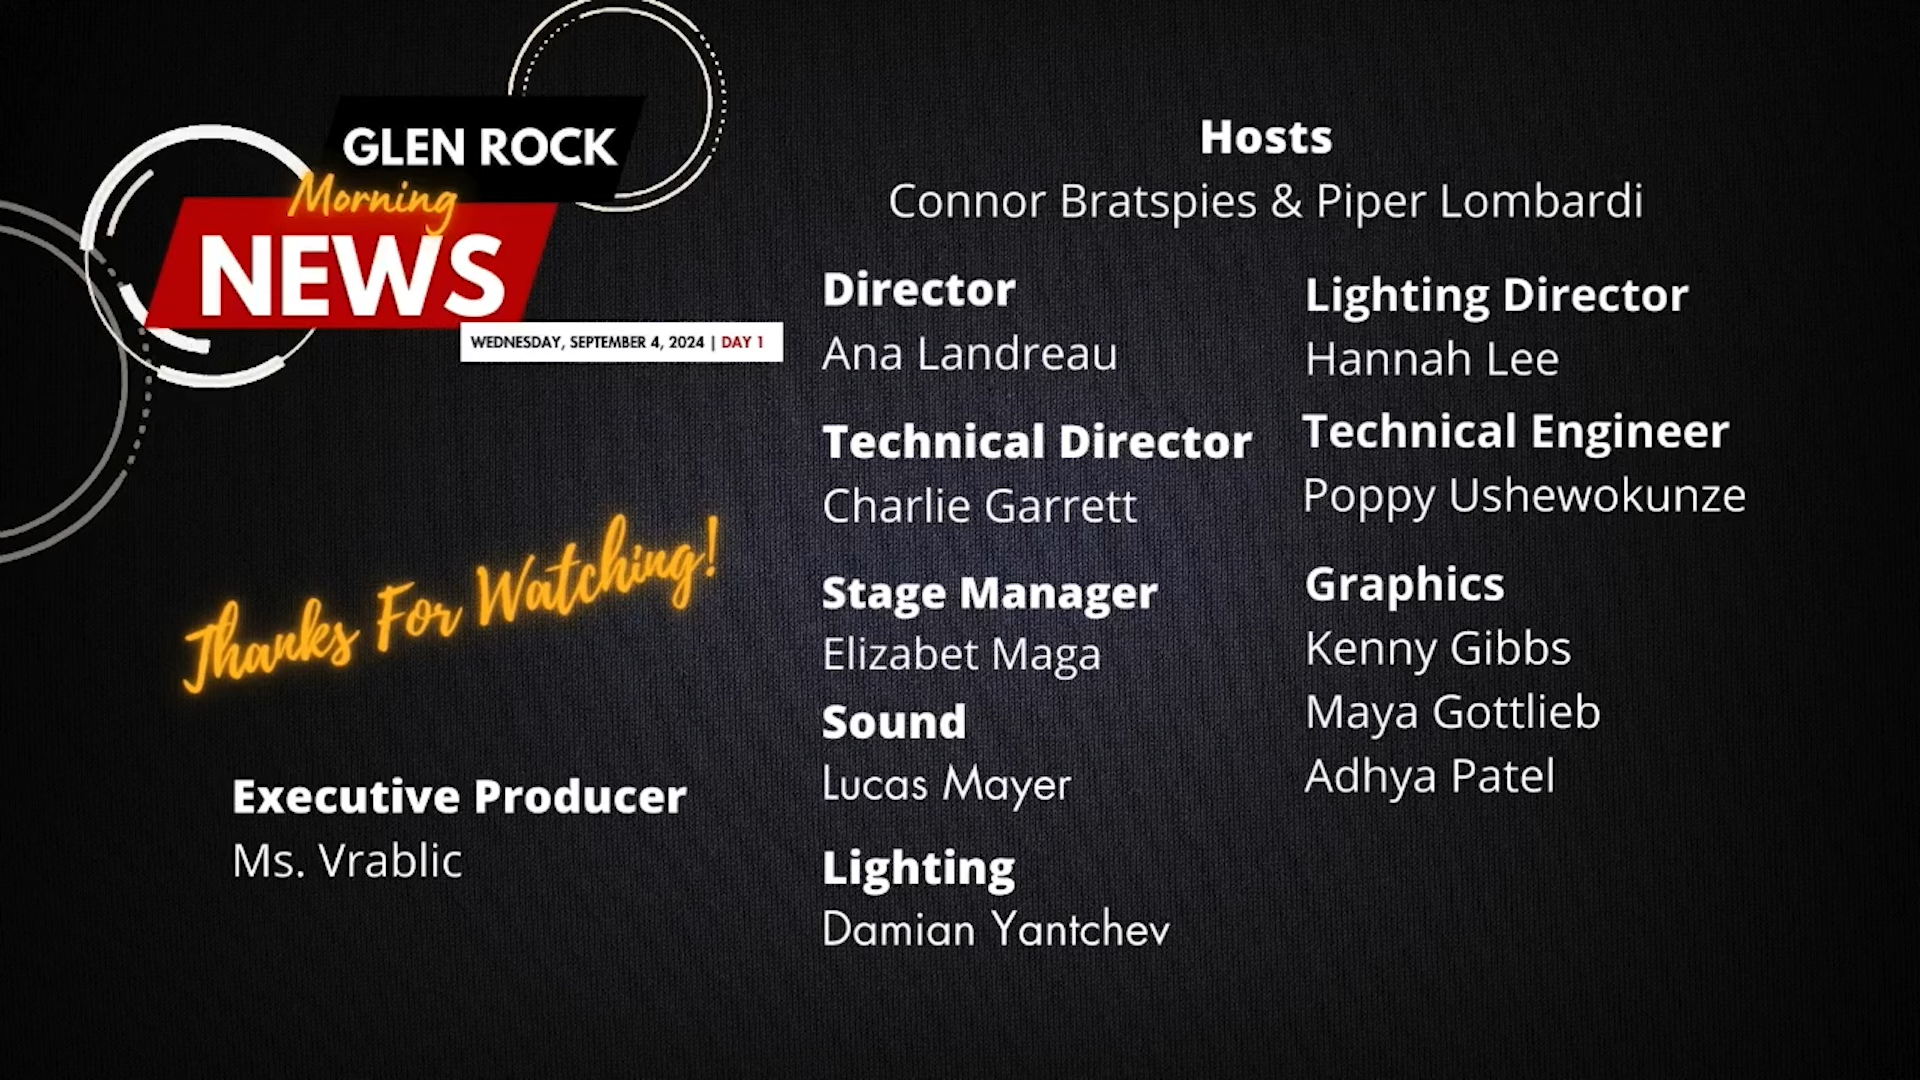 GLEN ROCK
Morning
NEWS
WEDNESDAY, SEPTEMBER 4, 2024 | DAY 1
Thanks For Watching!
Executive Producer
Ms. Vrablic
Hosts
Connor Bratspies & Piper Lombardi
Director
Ana Landreau
Technical Director
Charlie Garrett
Stage Manager
Elizabet Maga
Sound
Lucas Mayer
Lighting
Damian Yantchev
Lighting Director
Hannah Lee
Technical Engineer
Poppy Ushewokunze
Graphics
Kenny Gibbs
Maya Gottlieb
Adhya Patel